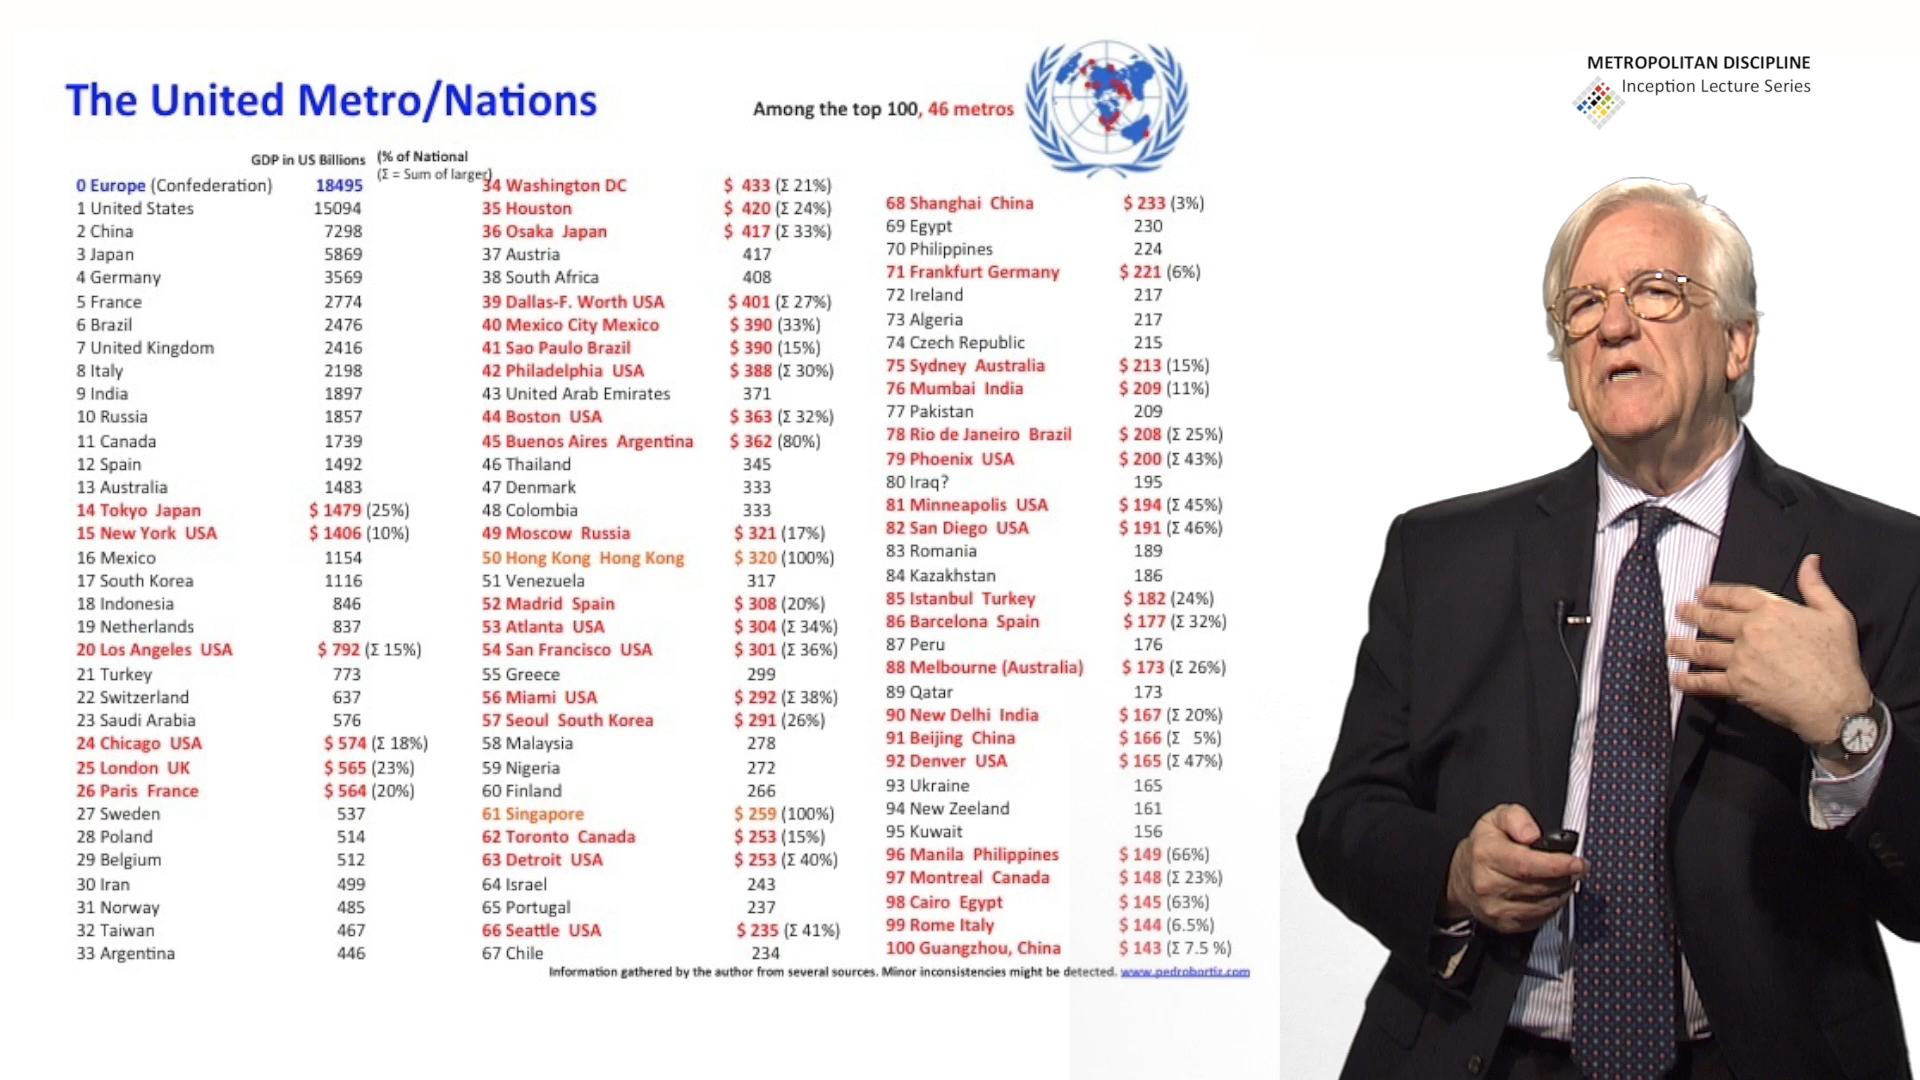 The United Metro/Nations
Among the top 100, 46 metros
METROPOLITAN DISCIPLINE
Inception Lecture Series
GDP in US Billions (% of National
(Σ = Sum of larger)
0 Europe (Confederation) 18495
1 United States 15094
2 China 7298
3 Japan 5869
4 Germany 3569
5 France 2774
6 Brazil 2476
7 United Kingdom 2416
8 Italy 2198
9 India 1897
10 Russia 1857
11 Canada 1739
12 Spain 1492
13 Australia 1483
14 Tokyo Japan $ 1479 (25%)
15 New York USA $ 1406 (10%)
16 Mexico 1154
17 South Korea 1116
18 Indonesia 846
19 Netherlands 837
20 Los Angeles USA $ 792 (Σ 15%)
21 Turkey 773
22 Switzerland 637
23 Saudi Arabia 576
24 Chicago USA $ 574 (Σ 18%)
25 London UK $ 565 (23%)
26 Paris France $ 564 (20%)
27 Sweden 537
28 Poland 514
29 Belgium 512
30 Iran 499
31 Norway 485
32 Taiwan 467
33 Argentina 446
34 Washington DC $ 433 (Σ 21%)
35 Houston $ 420 (Σ 24%)
36 Osaka Japan $ 417 (Σ 33%)
37 Austria 417
38 South Africa 408
39 Dallas-F. Worth USA $ 401 (Σ 27%)
40 Mexico City Mexico $ 390 (33%)
41 Sao Paulo Brazil $ 390 (15%)
42 Philadelphia USA $ 388 (Σ 30%)
43 United Arab Emirates 371
44 Boston USA $ 363 (Σ 32%)
45 Buenos Aires Argentina $ 362 (80%)
46 Thailand 345
47 Denmark 333
48 Colombia 333
49 Moscow Russia $ 321 (17%)
50 Hong Kong Hong Kong $ 320 (100%)
51 Venezuela 317
52 Madrid Spain $ 308 (20%)
53 Atlanta USA $ 304 (Σ 34%)
54 San Francisco USA $ 301 (Σ 36%)
55 Greece 299
56 Miami USA $ 292 (Σ 38%)
57 Seoul South Korea $ 291 (26%)
58 Malaysia 278
59 Nigeria 272
60 Finland 266
61 Singapore $ 259 (100%)
62 Toronto Canada $ 253 (15%)
63 Detroit USA $ 253 (Σ 40%)
64 Israel 243
65 Portugal 237
66 Seattle USA $ 235 (Σ 41%)
67 Chile 234
68 Shanghai China $ 233 (3%)
69 Egypt 230
70 Philippines 224
71 Frankfurt Germany $ 221 (6%)
72 Ireland 217
73 Algeria 217
74 Czech Republic 215
75 Sydney Australia $ 213 (15%)
76 Mumbai India $ 209 (11%)
77 Pakistan 209
78 Rio de Janeiro Brazil $ 208 (Σ 25%)
79 Phoenix USA $ 200 (Σ 43%)
80 Iraq? 195
81 Minneapolis USA $ 194 (Σ 45%)
82 San Diego USA $ 191 (Σ 46%)
83 Romania 189
84 Kazakhstan 186
85 Istanbul Turkey $ 182 (24%)
86 Barcelona Spain $ 177 (Σ 32%)
87 Peru 176
88 Melbourne (Australia) $ 173 (Σ 26%)
89 Qatar 173
90 New Delhi India $ 167 (Σ 20%)
91 Beijing China $ 166 (Σ 5%)
92 Denver USA $ 165 (Σ 47%)
93 Ukraine 165
94 New Zeeland 161
95 Kuwait 156
96 Manila Philippines $ 149 (66%)
97 Montreal Canada $ 148 (Σ 23%)
98 Cairo Egypt $ 145 (63%)
99 Rome Italy $ 144 (6.5%)
100 Guangzhou, China $ 143 (Σ 7.5 %)
Information gathered by the author from several sources. Minor inconsistencies might be detected. www.pedrobortiz.com